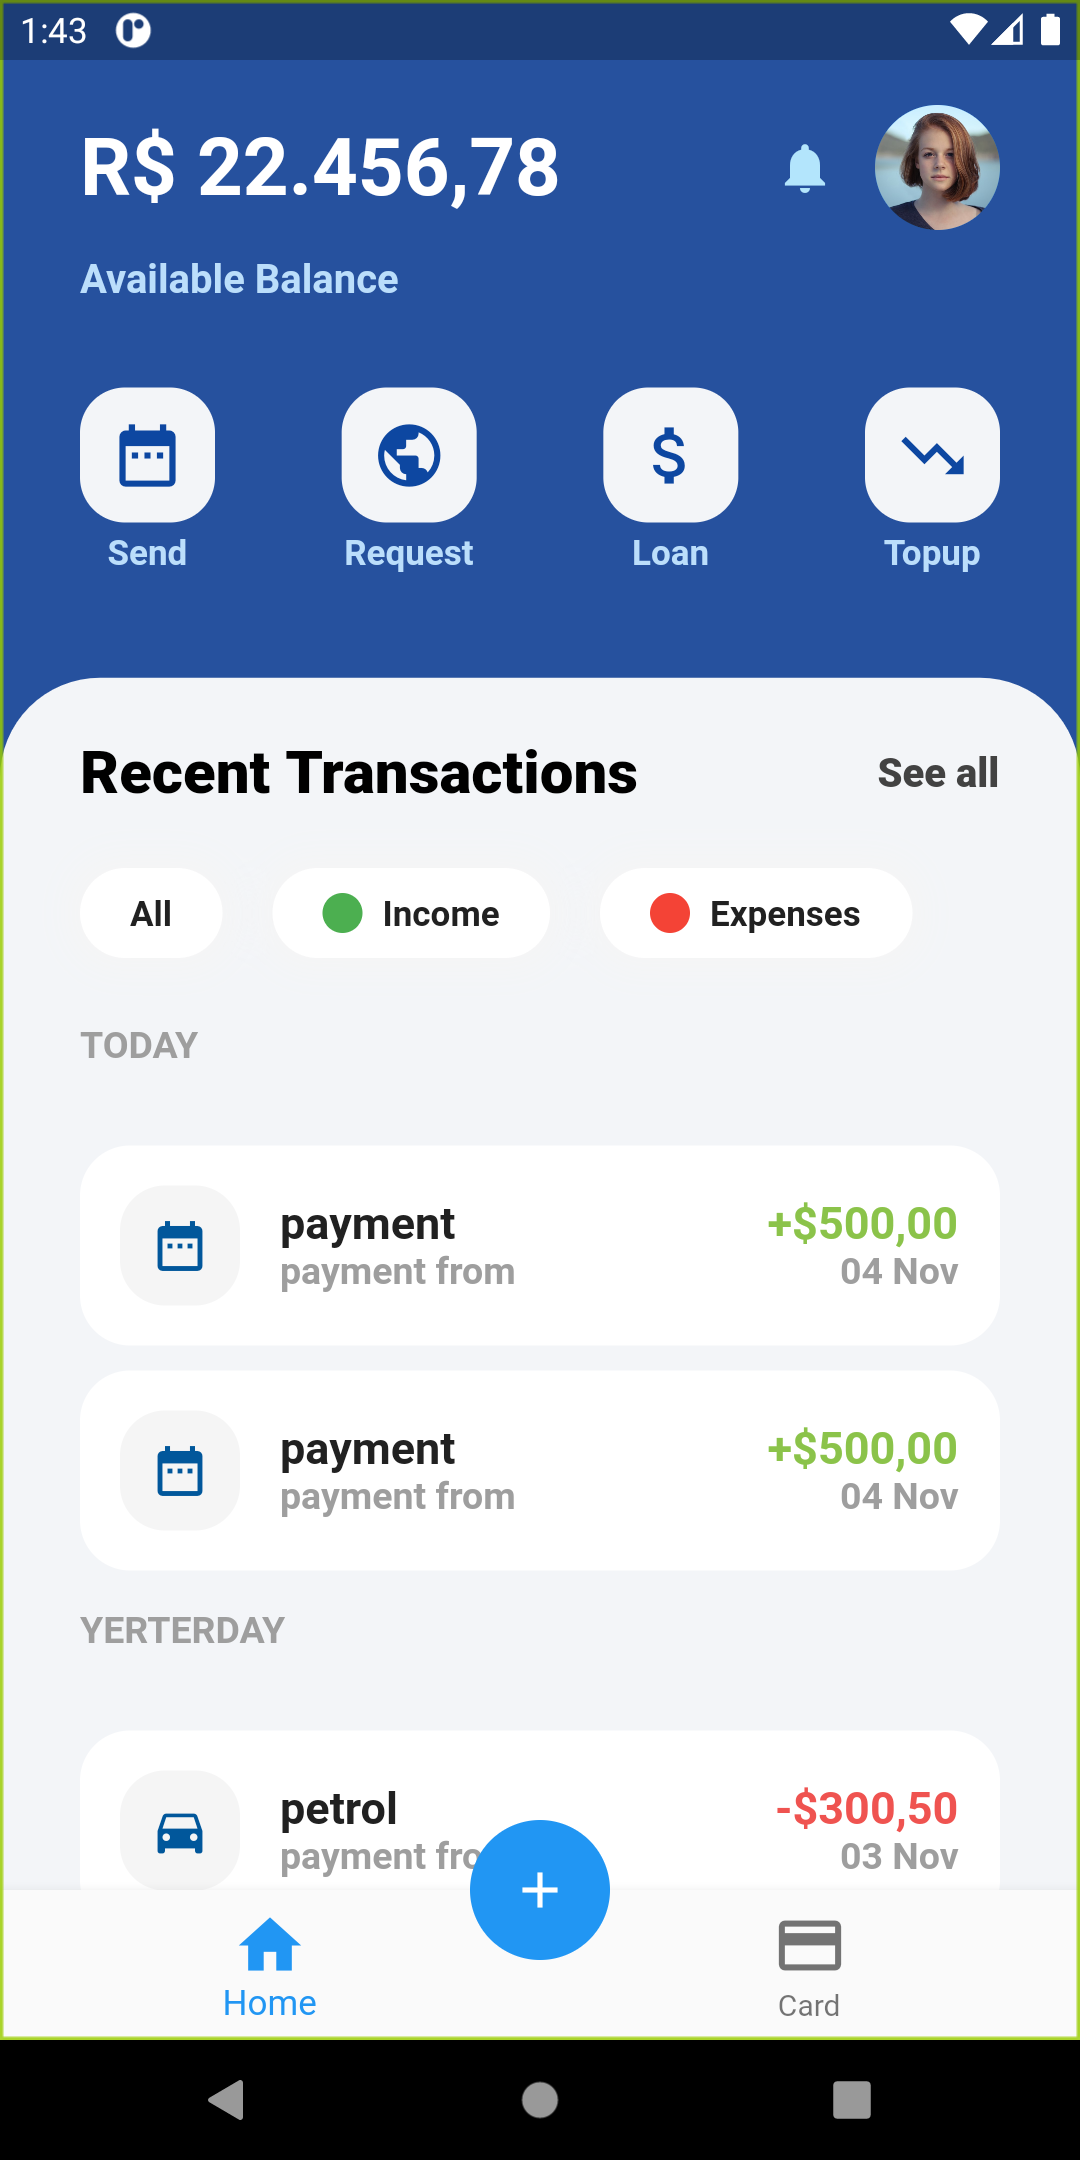 1:43
R$ 22.456,78
Available Balance
Send Request Loan Topup
Recent Transactions See all
All Income Expenses
TODAY
payment +$500,00
payment from 04 Nov
payment +$500,00
payment from 04 Nov
YERTERDAY
petrol -$300,50
payment fro 03 Nov
Home Card